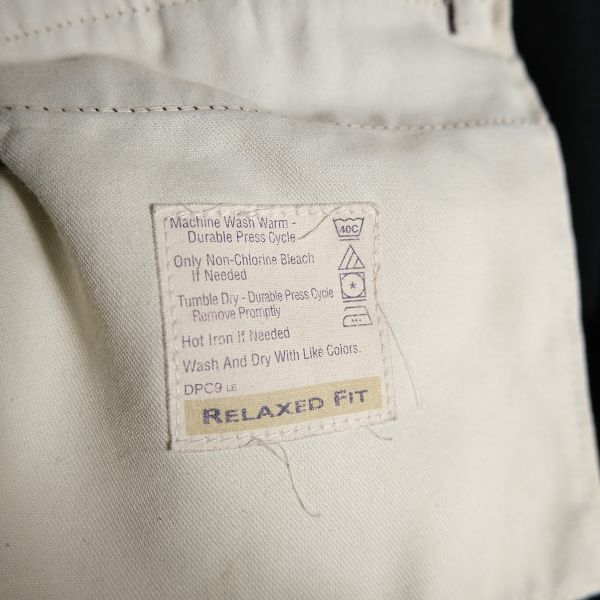 Machine Wash Warm -
Durable Press Cycle
40C
Only Non-Chlorine Bleach
If Needed
Tumble Dry - Durable Press Cycle
Remove Promptly
Hot Iron If Needed
Wash And Dry With Like Colors.
DPC9 LE
RELAXED FIT